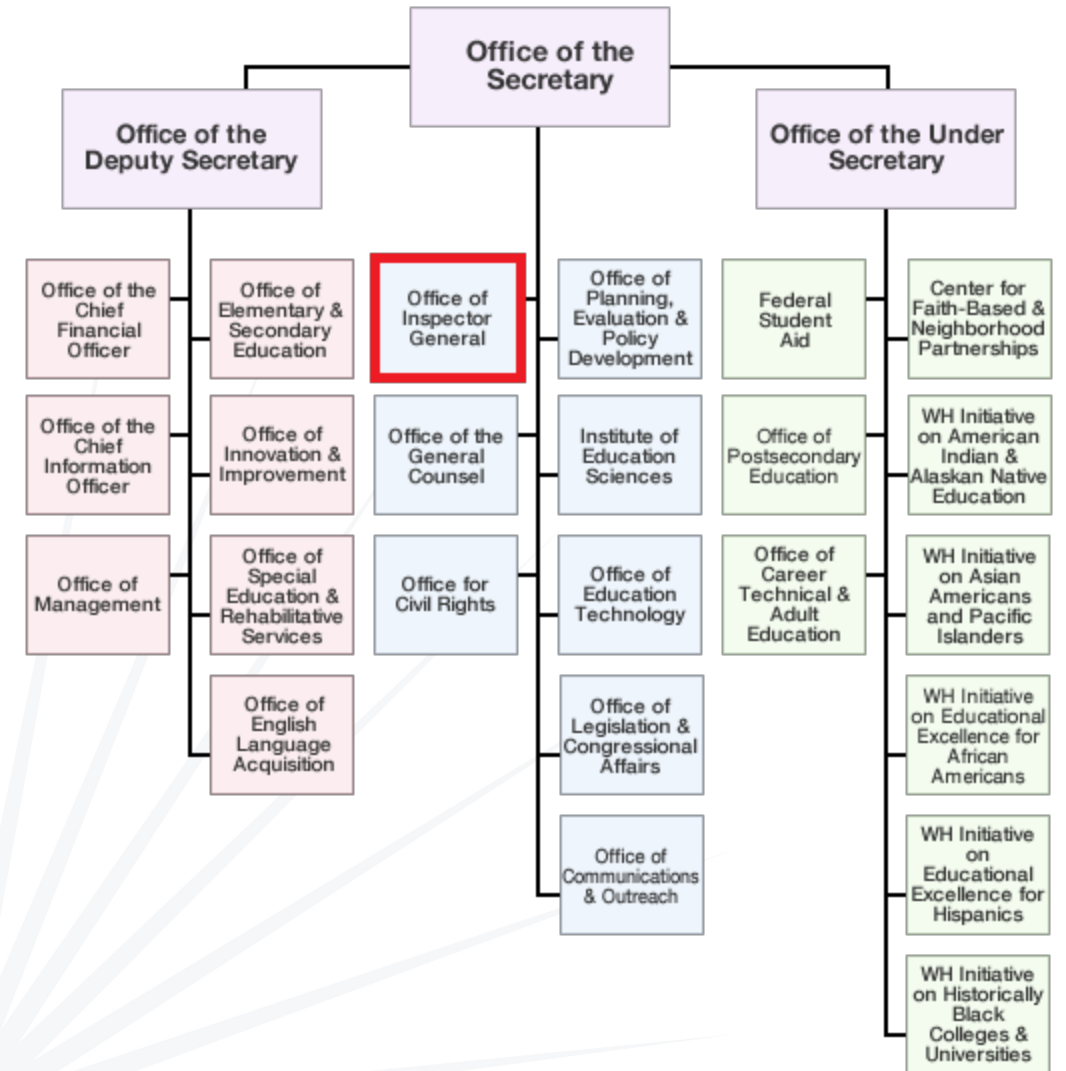 Office of the
Secretary
Office of the
Deputy Secretary
Office of the Under
Secretary
Office of the
Chief
Financial
Officer
Office of
Elementary &
Secondary
Education
Office of
Inspector
General
Office of
Planning,
Evaluation &
Policy
Development
Federal
Student
Aid
Center for
Faith-Based &
Neighborhood
Partnerships
Office of the
Chief
Information
Officer
Office of
Innovation &
Improvement
Office of the
General
Counsel
Institute of
Education
Sciences
Office of
Postsecondary
Education
WH Initiative
on American
Indian &
Alaskan Native
Education
Office of
Management
Office of
Special
Education &
Rehabilitative
Services
Office for
Civil Rights
Office of
Education
Technology
Office of
Career
Technical &
Adult
Education
WH Initiative
on Asian
Americans
and Pacific
Islanders
Office of
English
Language
Acquisition
Office of
Legislation &
Congressional
Affairs
WH Initiative
on Educational
Excellence for
African
Americans
Office of
Communications
& Outreach
WH Initiative
on
Educational
Excellence for
Hispanics
WH Initiative
on Historically
Black
Colleges &
Universities